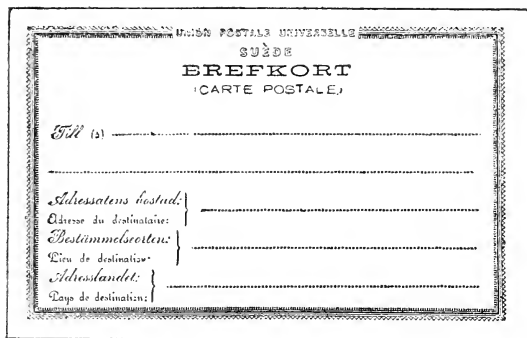 UNION POSTALE UNIVERSELLE
SUÈDE
BREFKORT
(CARTE POSTALE.)
Till (à)
Adressatens bostad:
Adresse du destinataire:
Bestämmelseorten:
Lieu de destination:
Adresslandet:
Pays de destination: